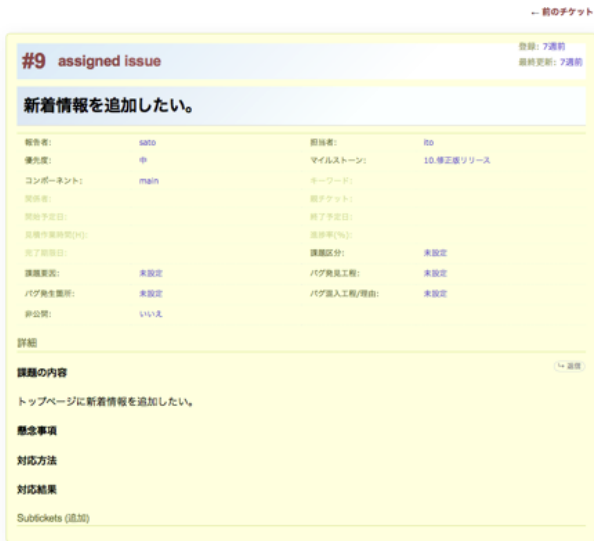 ← 前のチケット
登録: 7週前
#9 assigned issue
最終更新: 7週前
新着情報を追加したい。
報告者: sato 担当者: ito
優先度: 中 マイルストーン: 10.修正版リリース
コンポーネント: main キーワード:
関係者: 親チケット:
開始予定日: 終了予定日:
見積作業時間(H): 進捗率(%):
完了期限日: 課題区分: 未設定
課題要因: 未設定 バグ発見工程: 未設定
バグ発生箇所: 未設定 バグ混入工程/理由: 未設定
非公開: いいえ
詳細
課題の内容 返信
トップページに新着情報を追加したい。
懸念事項
対応方法
対応結果
Subtickets (追加)